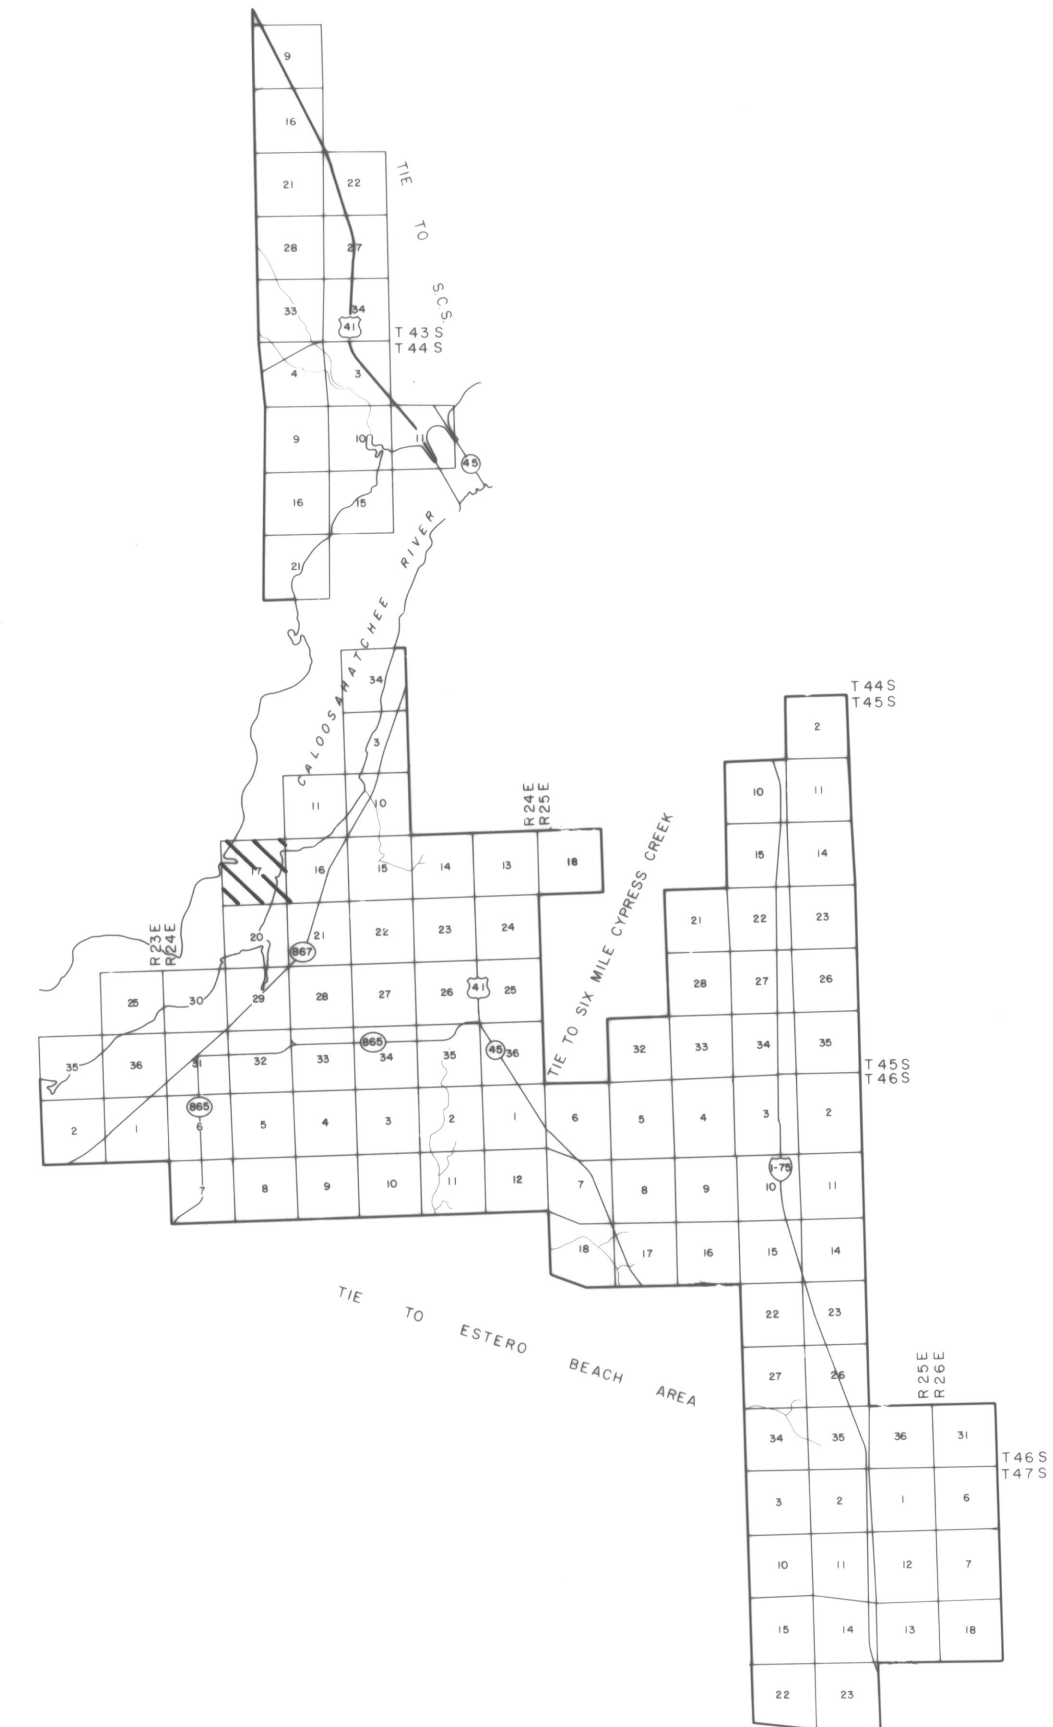 9
16
21 22
TIE TO S.C.S.
28 27
33 34
41
T 43 S
T 44 S
4 3
9 10 11
45
16 15
21
CALOOSAHATCHEE RIVER
34
3
11 10
R24E
R25E
17 16 15 14 13 18
R23E
R24E
20 21 22 23 24
867
25 30 29 28 27 26 41 25
35 36 31 32 33 865 34 35 45 36
2 1 865 6 5 4 3 2 1
7 8 9 10 11 12
TIE TO SIX MILE CYPRESS CREEK
T 44 S
T 45 S
2
10 11
15 14
21 22 23
28 27 26
32 33 34 35
T 45 S
T 46 S
6 5 4 3 2
I-75
7 8 9 10 11
18 17 16 15 14
TIE TO ESTERO BEACH AREA
22 23
27 26
R25E
R26E
34 35 36 31
T 46 S
T 47 S
3 2 1 6
10 11 12 7
15 14 13 18
22 23